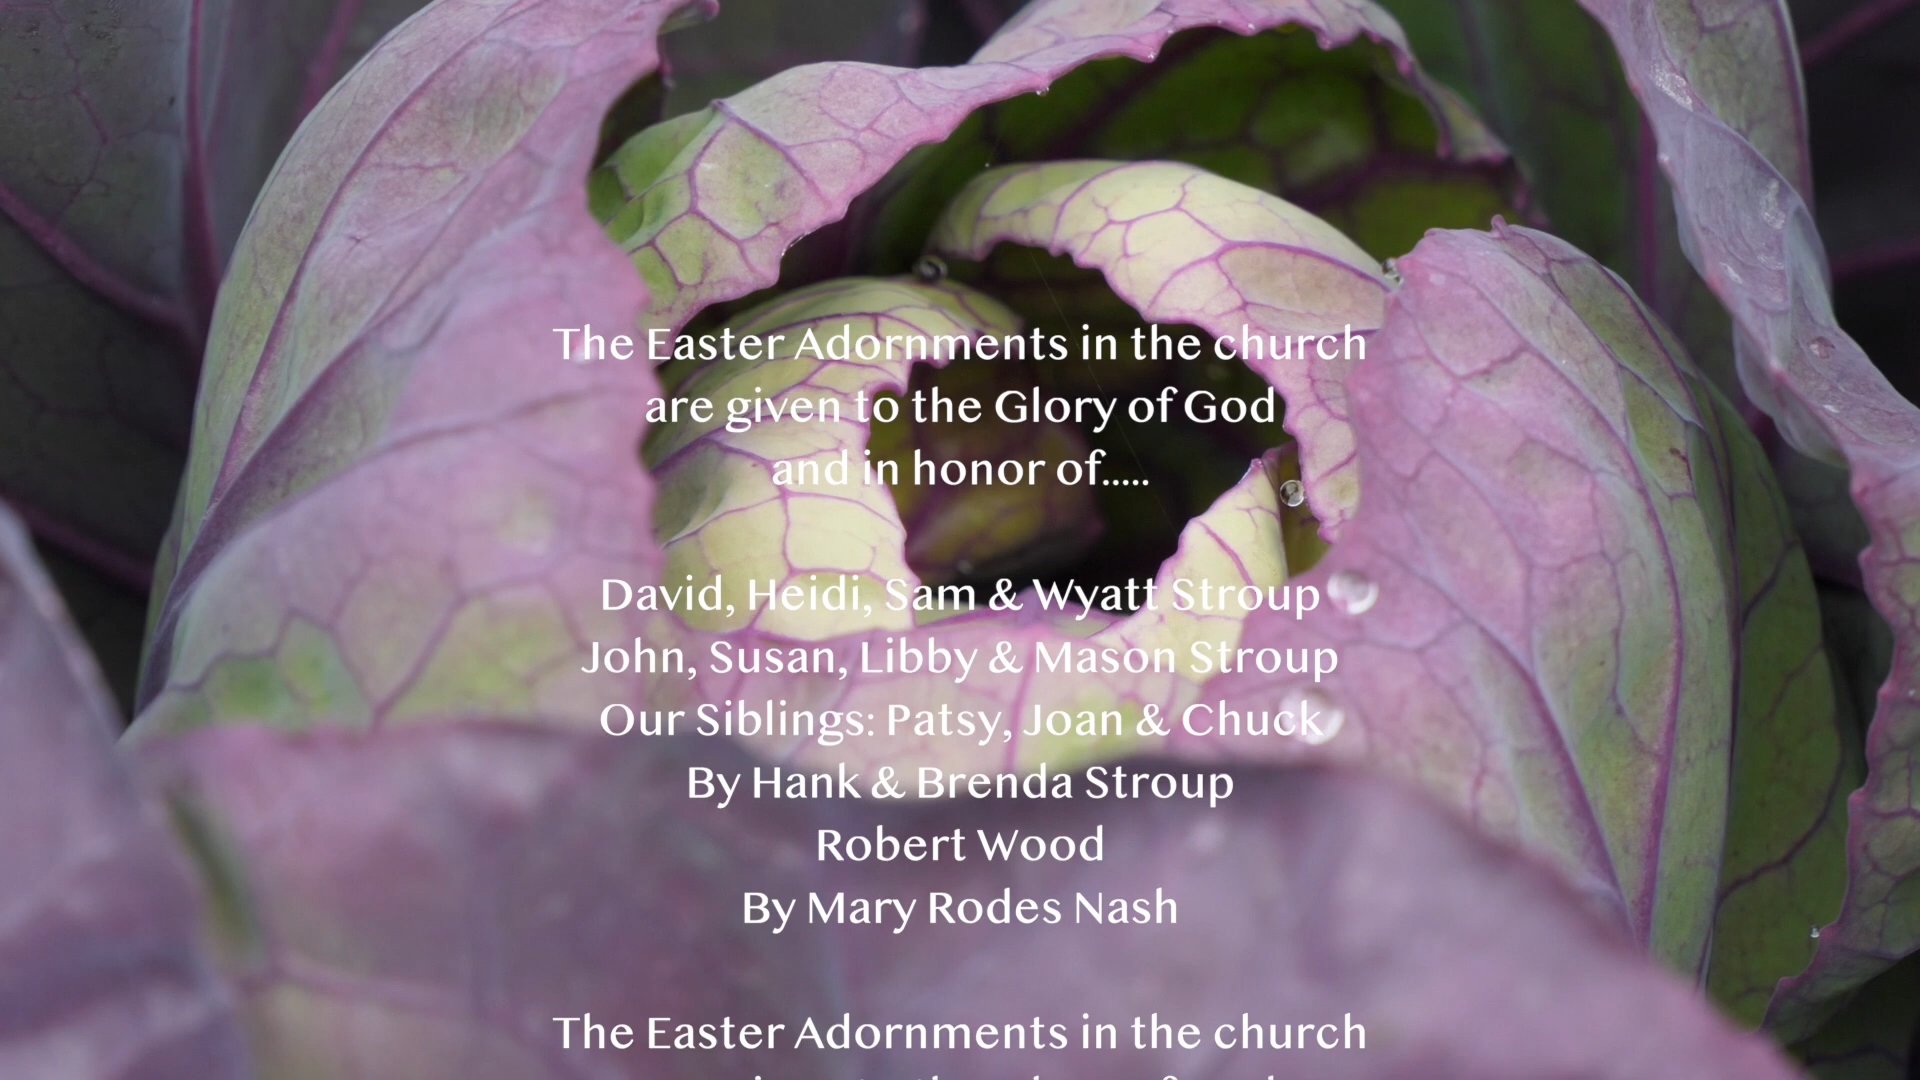 The Easter Adornments in the church
are given to the Glory of God
and in honor of.....
David, Heidi, Sam & Wyatt Stroup
John, Susan, Libby & Mason Stroup
Our Siblings: Patsy, Joan & Chuck
By Hank & Brenda Stroup
Robert Wood
By Mary Rodes Nash
The Easter Adornments in the church